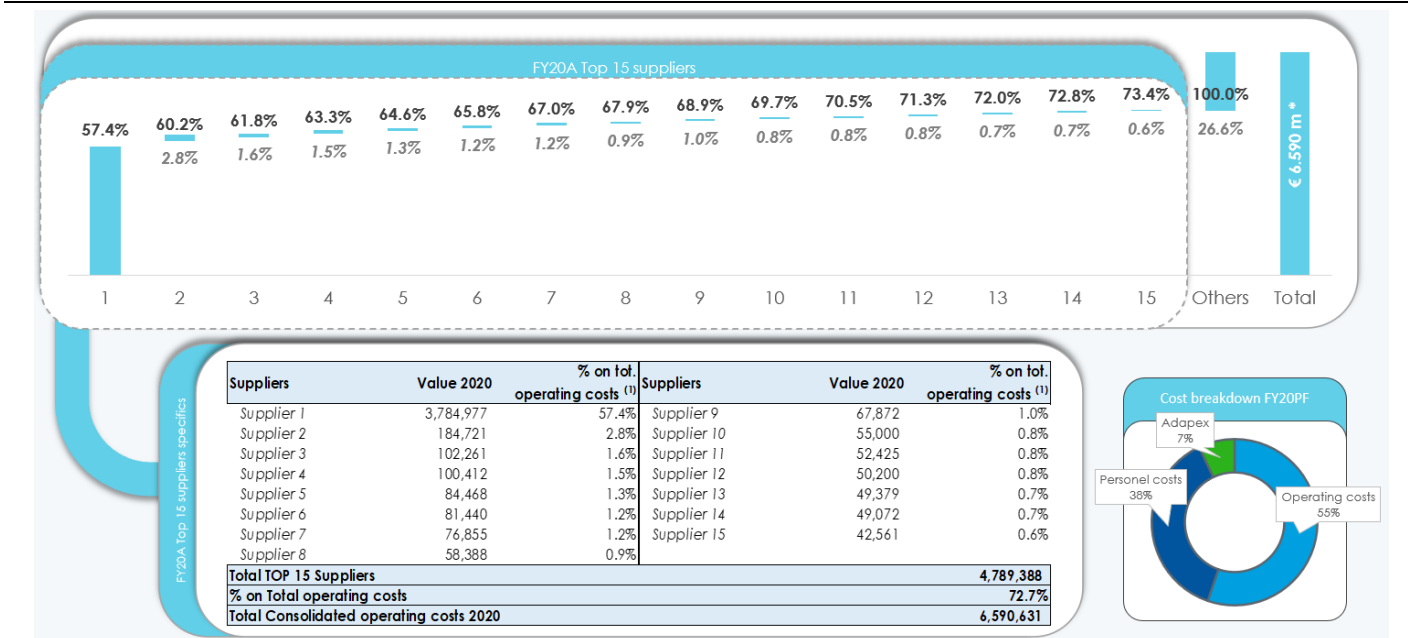 FY20A Top 15 suppliers
57.4% 60.2% 61.8% 63.3% 64.6% 65.8% 67.0% 67.9% 68.9% 69.7% 70.5% 71.3% 72.0% 72.8% 73.4% 100.0%
2.8% 1.6% 1.5% 1.3% 1.2% 1.2% 0.9% 1.0% 0.8% 0.8% 0.8% 0.7% 0.7% 0.6% 26.6%
€ 6.590 m *
1 2 3 4 5 6 7 8 9 10 11 12 13 14 15 Others Total
FY20A Top 15 suppliers specifics
Suppliers Value 2020 % on tot. operating costs (1) Suppliers Value 2020 % on tot. operating costs (1)
Supplier 1 3,784,977 57.4% Supplier 9 67,872 1.0%
Supplier 2 184,721 2.8% Supplier 10 55,000 0.8%
Supplier 3 102,261 1.6% Supplier 11 52,425 0.8%
Supplier 4 100,412 1.5% Supplier 12 50,200 0.8%
Supplier 5 84,468 1.3% Supplier 13 49,379 0.7%
Supplier 6 81,440 1.2% Supplier 14 49,072 0.7%
Supplier 7 76,855 1.2% Supplier 15 42,561 0.6%
Supplier 8 58,388 0.9%
Total TOP 15 Suppliers 4,789,388
% on Total operating costs 72.7%
Total Consolidated operating costs 2020 6,590,631
Cost breakdown FY20PF
Adapex
7%
Personel costs
38%
Operating costs
55%